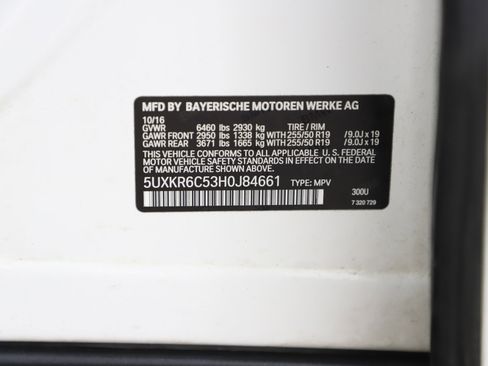 MFD BY BAYERISCHE MOTOREN WERKE AG
10/16
GVWR 6460 lbs 2930 kg TIRE / RIM
GAWR FRONT 2950 lbs 1338 kg WITH 255/50 R19 /9.0J x 19
GAWR REAR 3671 lbs 1665 kg WITH 255/50 R19 /9.0J x 19
THIS VEHICLE CONFORMS TO ALL APPLICABLE FEDERAL MOTOR VEHICLE
SAFETY STANDARDS IN EFFECT ON THE DATE OF MANUFACTURE SHOWN ABOVE.
5UXKR6C53H0J84661 TYPE: MPV
300U
7 320 729